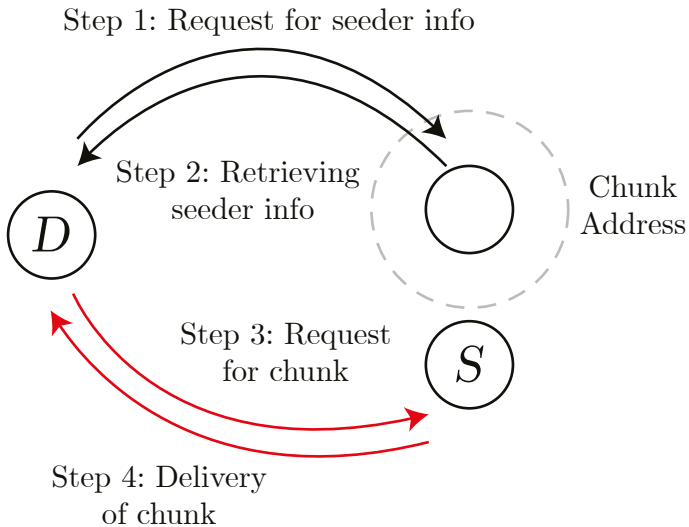 Step 1: Request for seeder info
Step 2: Retrieving
seeder info
Chunk
Address
D
Step 3: Request
for chunk
S
Step 4: Delivery
of chunk